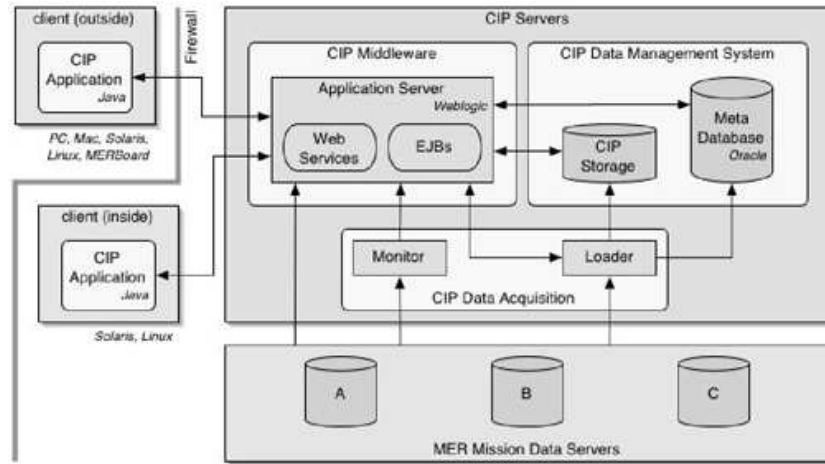 client (outside)
CIP
Application
Java
PC, Mac, Solaris,
Linux, MERBoard
Firewall
client (inside)
CIP
Application
Java
Solaris, Linux
CIP Servers
CIP Middleware
Application Server
Weblogic
Web
Services
EJBs
CIP Data Management System
CIP
Storage
Meta
Database
Oracle
Monitor
Loader
CIP Data Acquisition
A
B
C
MER Mission Data Servers